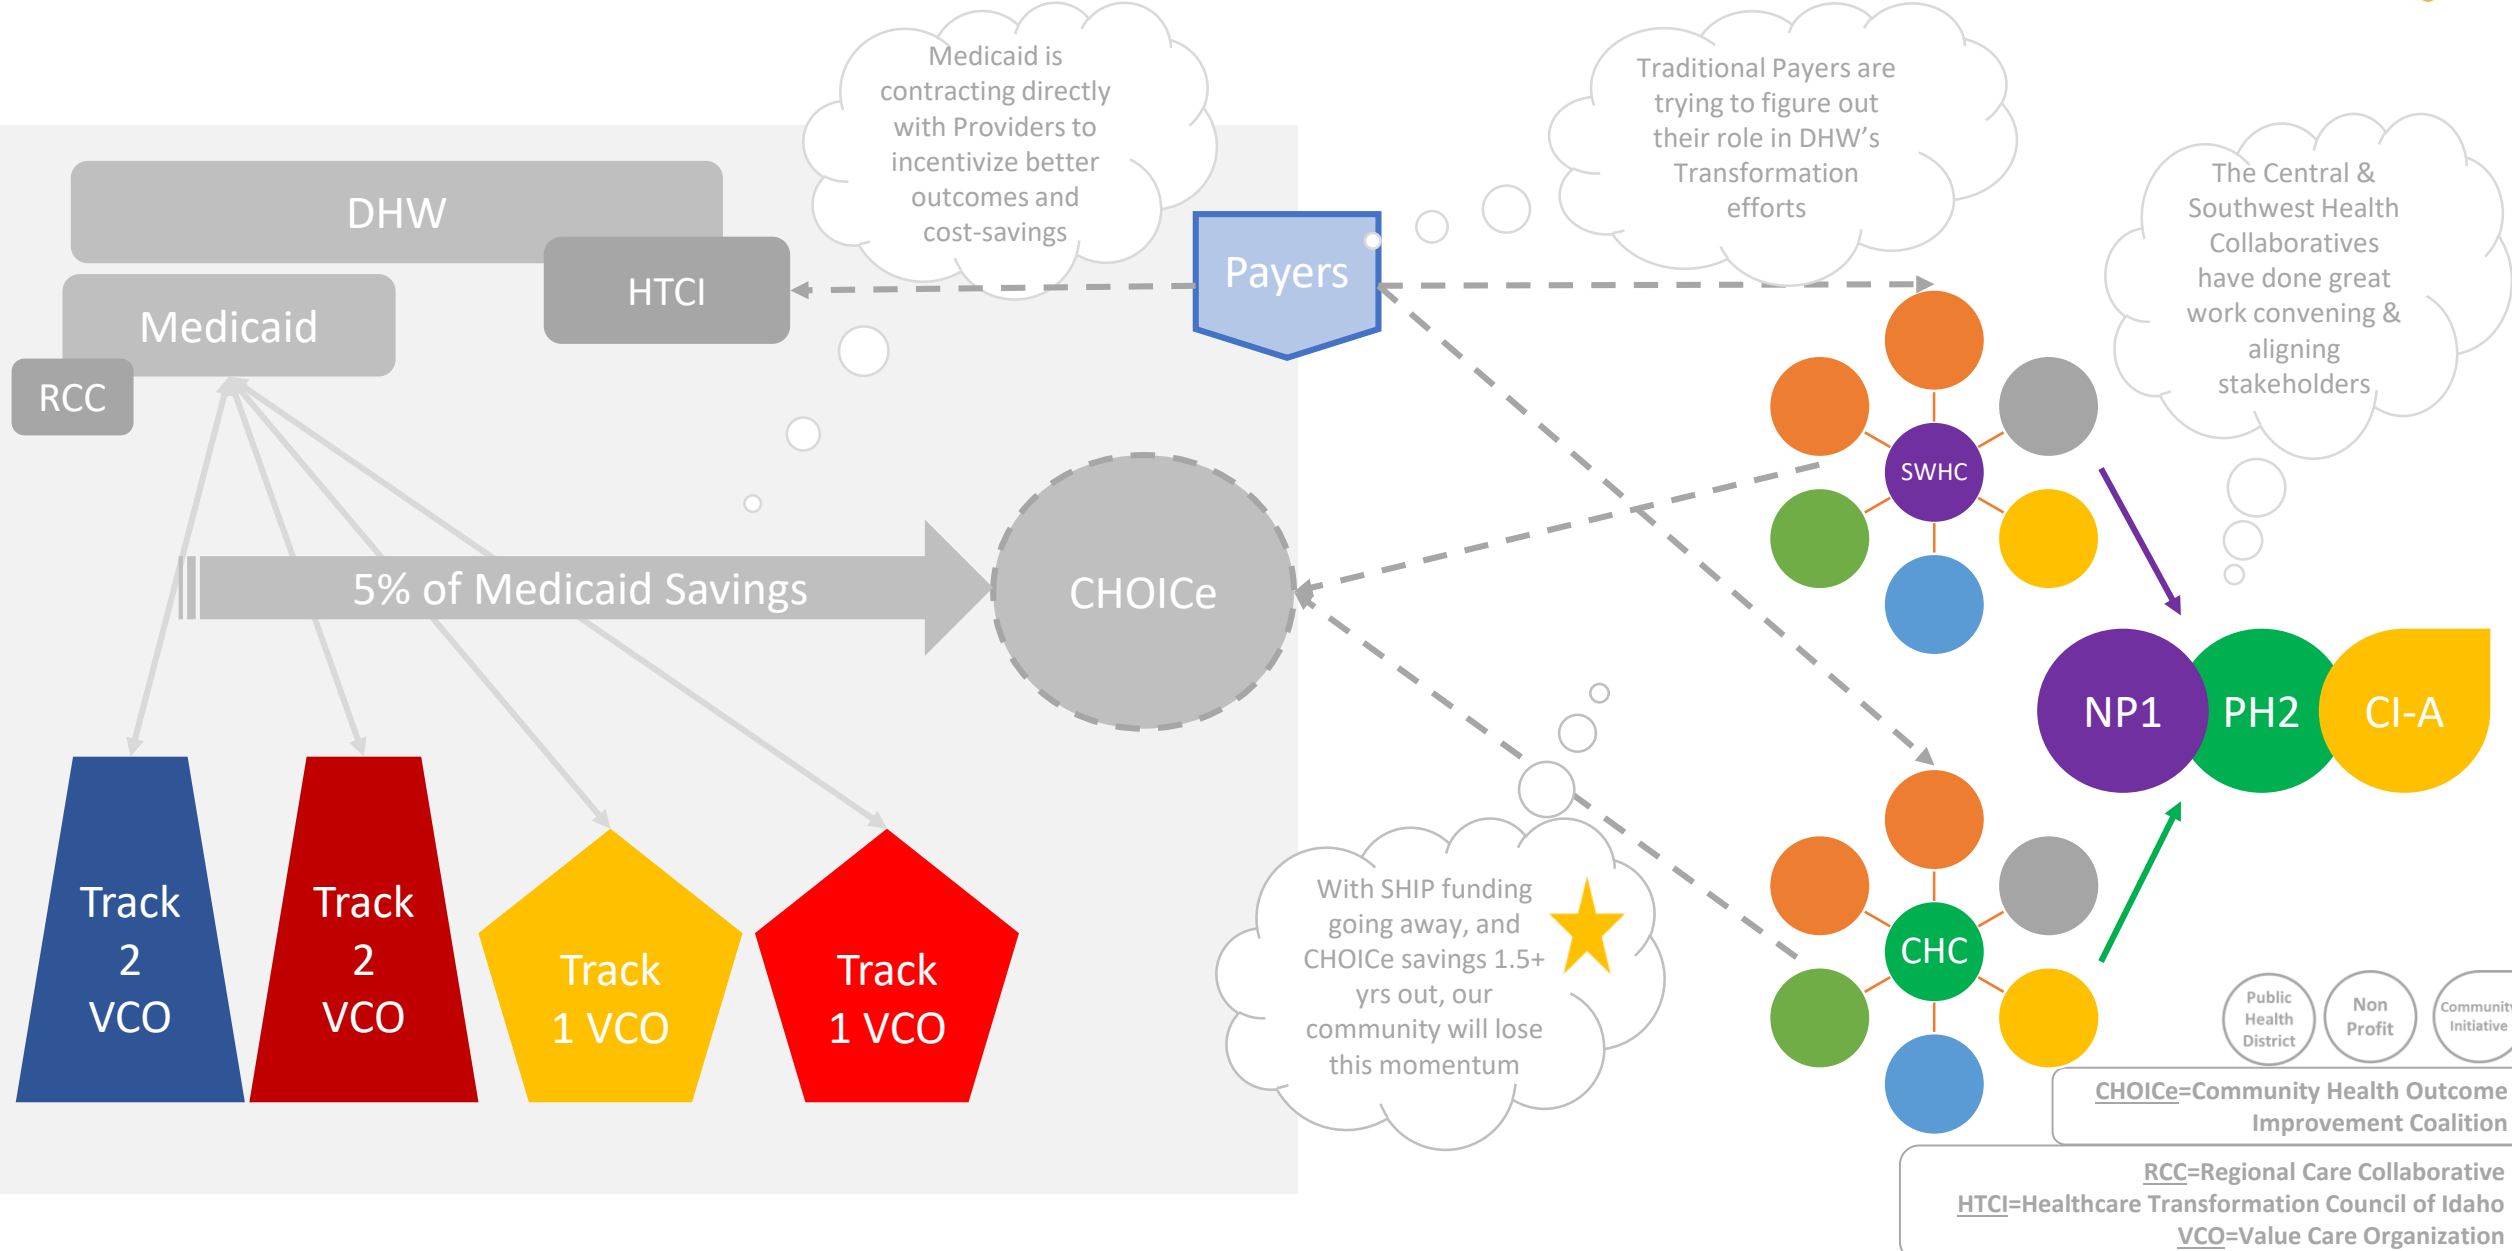 Medicaid is
contracting directly
with Providers to
incentivize better
outcomes and
cost-savings
Traditional Payers are
trying to figure out
their role in DHW's
Transformation
efforts
The Central &
Southwest Health
Collaboratives
have done great
work convening &
aligning
stakeholders
DHW
HTCI
Medicaid
RCC
Payers
SWHC
5% of Medicaid Savings
CHOICe
NP1
PH2
CI-A
Track
2
VCO
Track
2
VCO
Track
1 VCO
Track
1 VCO
With SHIP funding
going away, and
CHOICe savings 1.5+
yrs out, our
community will lose
this momentum
CHC
Public
Health
District
Non
Profit
Community
Initiative
CHOICe=Community Health Outcome
Improvement Coalition
RCC=Regional Care Collaborative
HTCI=Healthcare Transformation Council of Idaho
VCO=Value Care Organization